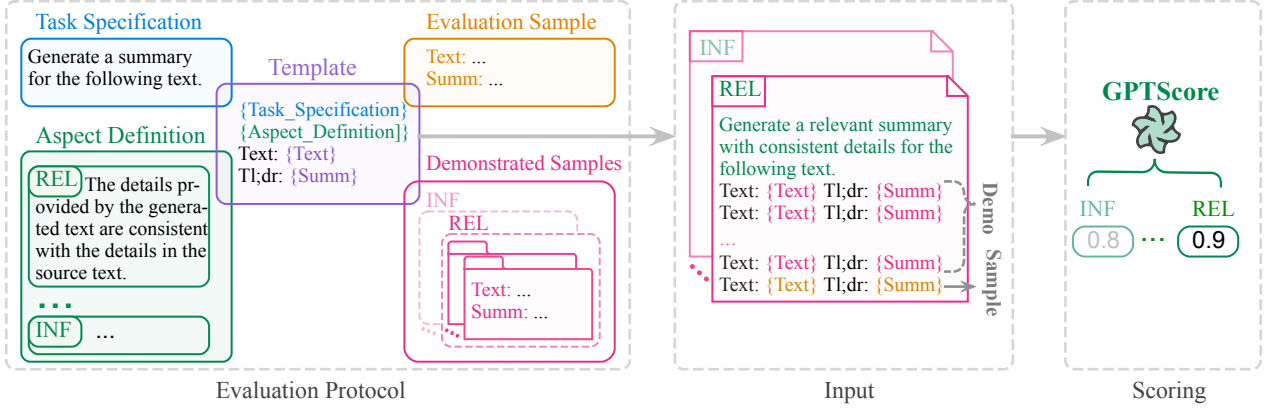 Task Specification
Generate a summary
for the following text.
Evaluation Sample
Text: ...
Summ: ...
Template
{Task_Specification}
{Aspect_Definition]}
Text: {Text}
Tl;dr: {Summ}
Aspect Definition
REL The details pr-
ovided by the genera-
ted text are consistent
with the details in the
source text.
...
INF ...
Demonstrated Samples
INF
REL
Text: ...
Summ: ...
Evaluation Protocol
INF
REL
Generate a relevant summary
with consistent details for the
following text.
Text: {Text} Tl;dr: {Summ}
Text: {Text} Tl;dr: {Summ}
...
Text: {Text} Tl;dr: {Summ}
Text: {Text} Tl;dr: {Summ}
Demo
Sample
Input
GPTScore
INF REL
0.8 ... 0.9
Scoring